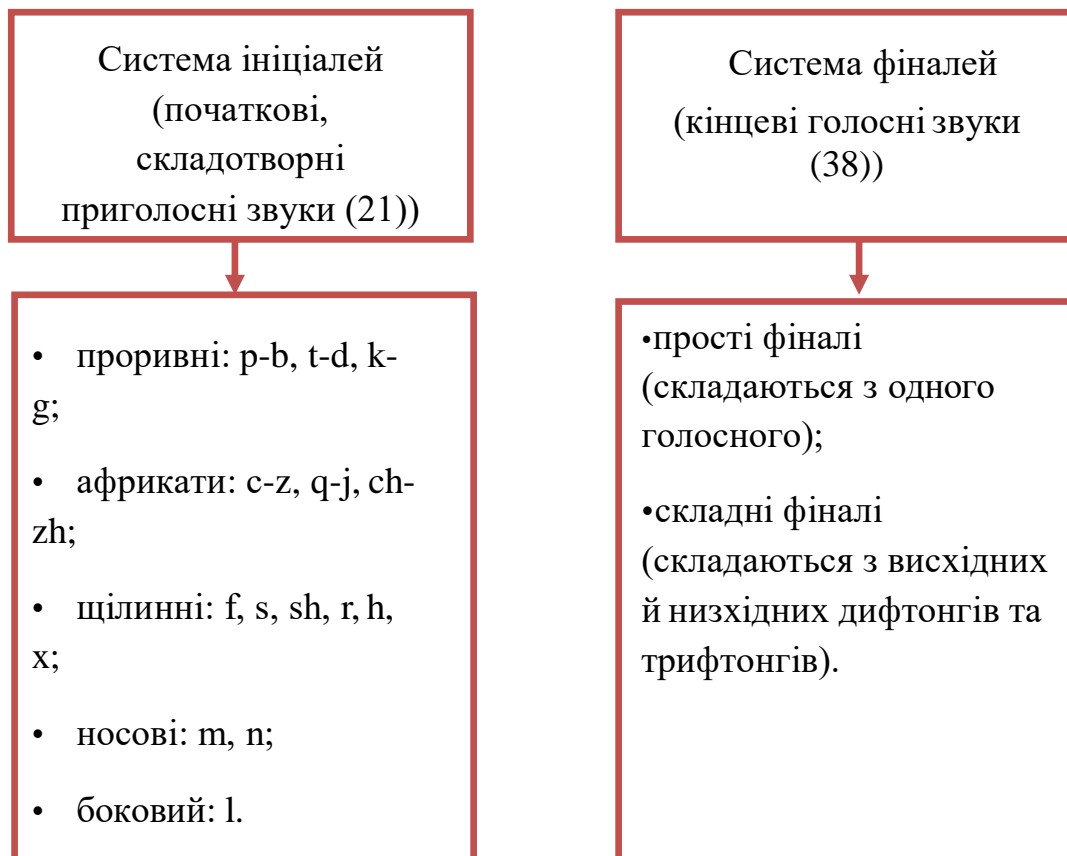 Система ініціалей
(початкові,
складотворні
приголосні звуки (21))
Система фіналей
(кінцеві голосні звуки
(38))
• проривні: p-b, t-d, k-
g;
• африкати: c-z, q-j, ch-
zh;
• щілинні: f, s, sh, r, h,
x;
• носові: m, n;
• боковий: l.
•прості фіналі
(складаються з одного
голосного);
•складні фіналі
(складаються з висхідних
й низхідних дифтонгів та
трифтонгів).